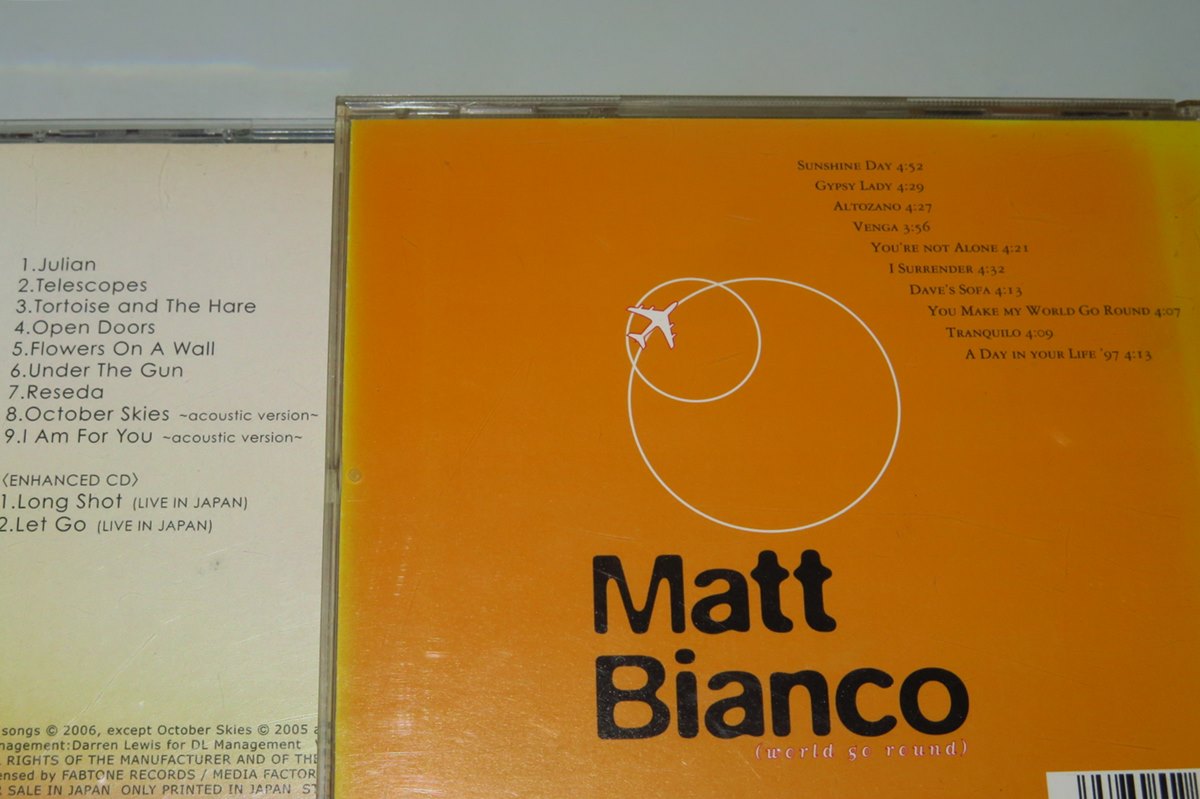 1.Julian
2.Telescopes
3.Tortoise and The Hare
4.Open Doors
5.Flowers On A Wall
6.Under The Gun
7.Reseda
8.October Skies ~acoustic version~
9.I Am For You ~acoustic version~
〈ENHANCED CD〉
1.Long Shot (LIVE IN JAPAN)
2.Let Go (LIVE IN JAPAN)
songs © 2006, except October Skies © 2005
nagement:Darren Lewis for DL Management
RIGHTS OF THE MANUFACTURER AND OF THE
ensed by FABTONE RECORDS / MEDIA FACTOR
SALE IN JAPAN ONLY PRINTED IN JAPAN
SUNSHINE DAY 4:52
GYPSY LADY 4:29
ALTOZANO 4:27
VENGA 3:56
YOU'RE NOT ALONE 4:21
I SURRENDER 4:32
DAVE'S SOFA 4:13
YOU MAKE MY WORLD GO ROUND 4:07
TRANQUILO 4:09
A DAY IN YOUR LIFE '97 4:13
Matt
Bianco
(world go round)